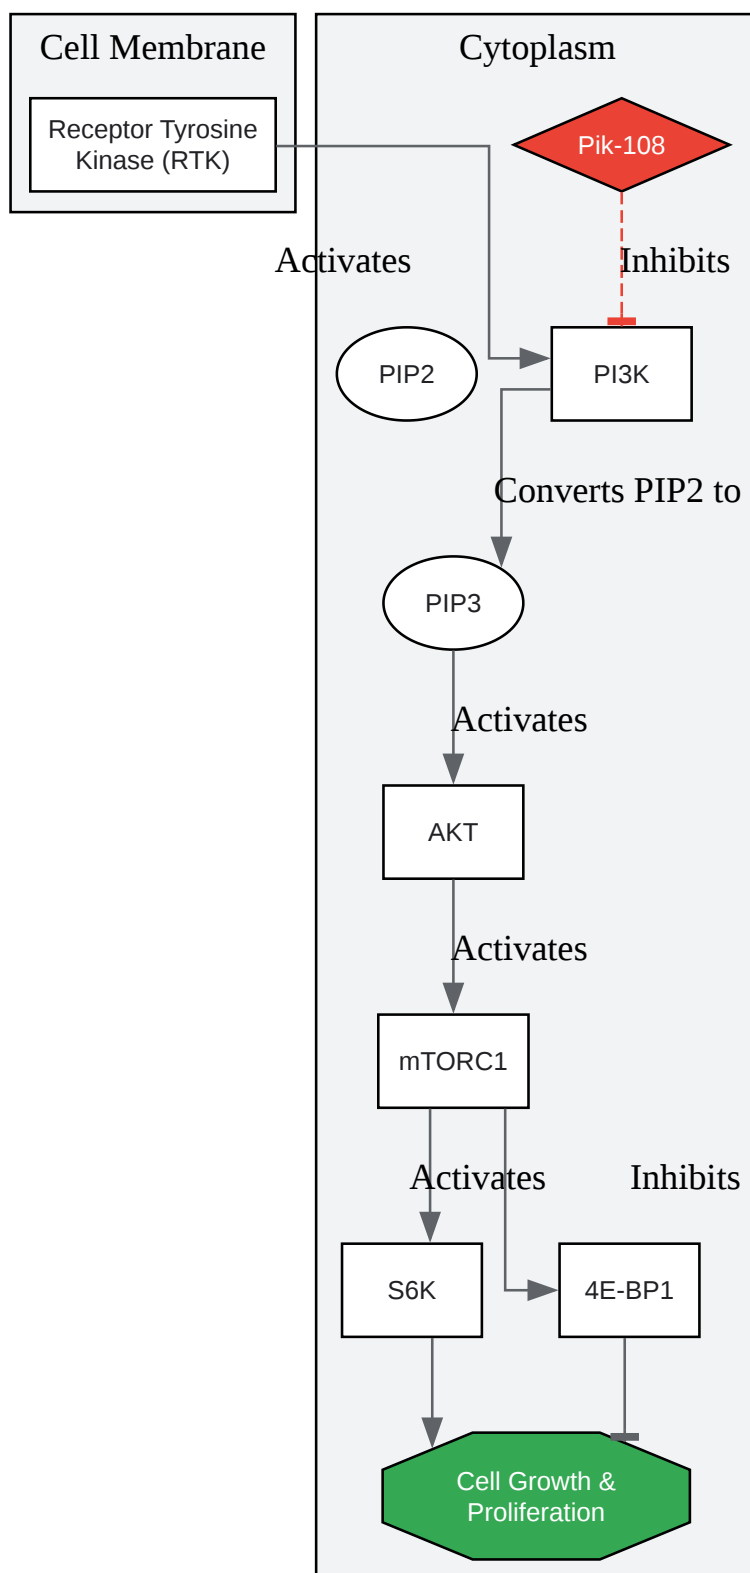 Cell Membrane
Cytoplasm
Receptor Tyrosine
Kinase (RTK)
Pik-108
Activates
Inhibits
PIP2
PI3K
Converts PIP2 to
PIP3
Activates
AKT
Activates
mTORC1
Activates
Inhibits
S6K
4E-BP1
Cell Growth &
Proliferation